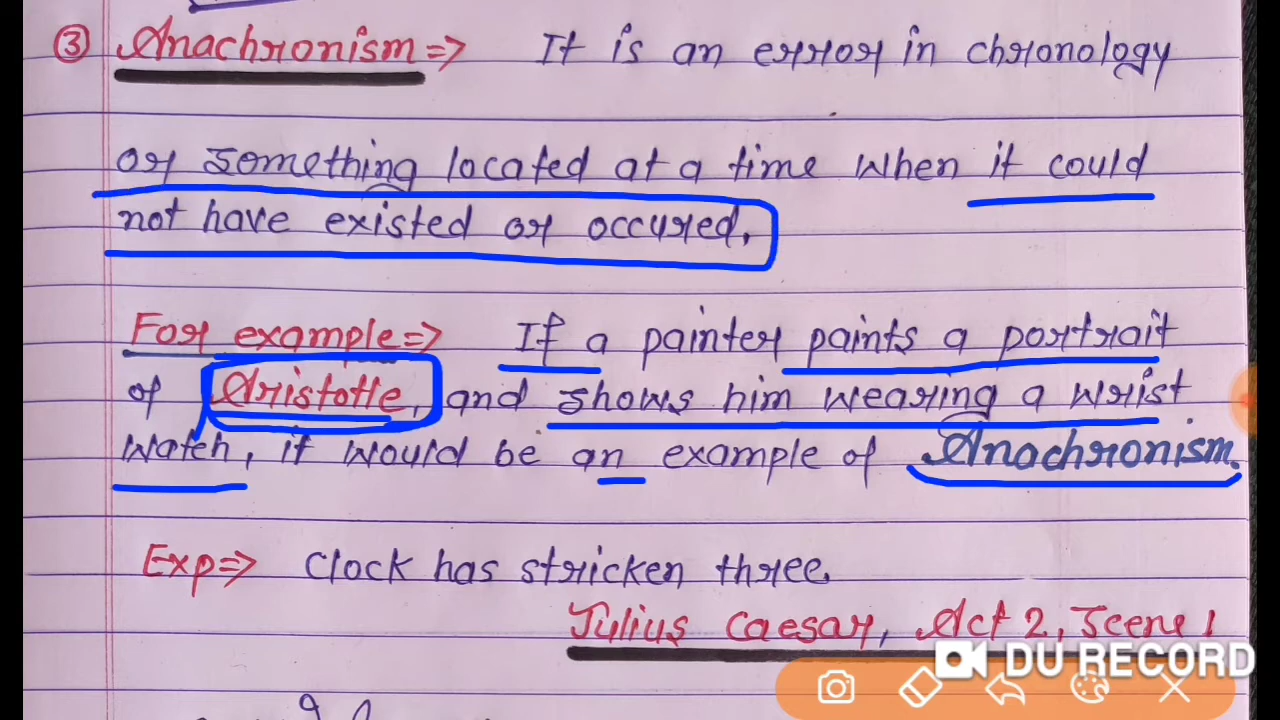 ③ Anachronism => It is an error in chronology
or something located at a time when it could
not have existed or occured.
For example => If a painter paints a portrait
of Aristotle, and shows him wearing a wrist
watch, it would be an example of Anachronism.
Exp => Clock has stricken three.
Julius Caesar, Act 2, Scene 1
DU RECORD